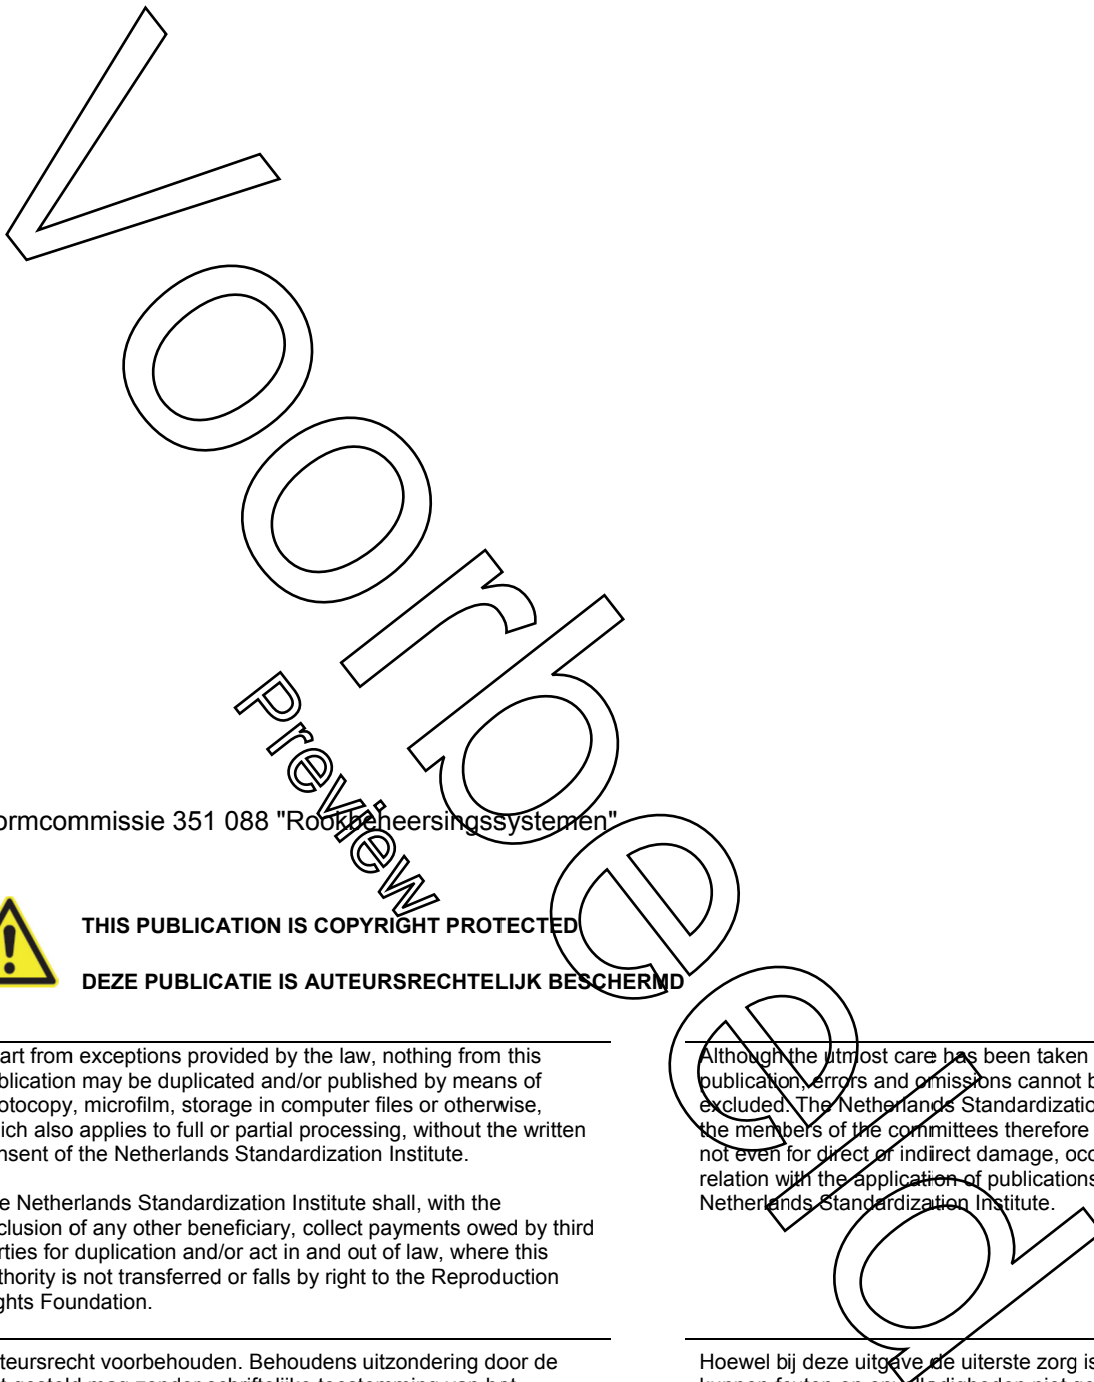 Voorbeeld
Preview
ormcommissie 351 088 "Rookbeheersingssystemen"
THIS PUBLICATION IS COPYRIGHT PROTECTED
DEZE PUBLICATIE IS AUTEURSRECHTELIJK BESCHERMD
art from exceptions provided by the law, nothing from this
blication may be duplicated and/or published by means of
otocopy, microfilm, storage in computer files or otherwise,
ich also applies to full or partial processing, without the written
nsent of the Netherlands Standardization Institute.
e Netherlands Standardization Institute shall, with the
clusion of any other beneficiary, collect payments owed by third
rties for duplication and/or act in and out of law, where this
thority is not transferred or falls by right to the Reproduction
ghts Foundation.
Although the utmost care has been taken
publication, errors and omissions cannot b
excluded. The Netherlands Standardizatio
the members of the committees therefore
not even for direct or indirect damage, occ
relation with the application of publications
Netherlands Standardization Institute.
teursrecht voorbehouden. Behoudens uitzondering door de
Hoewel bij deze uitgave de uiterste zorg is